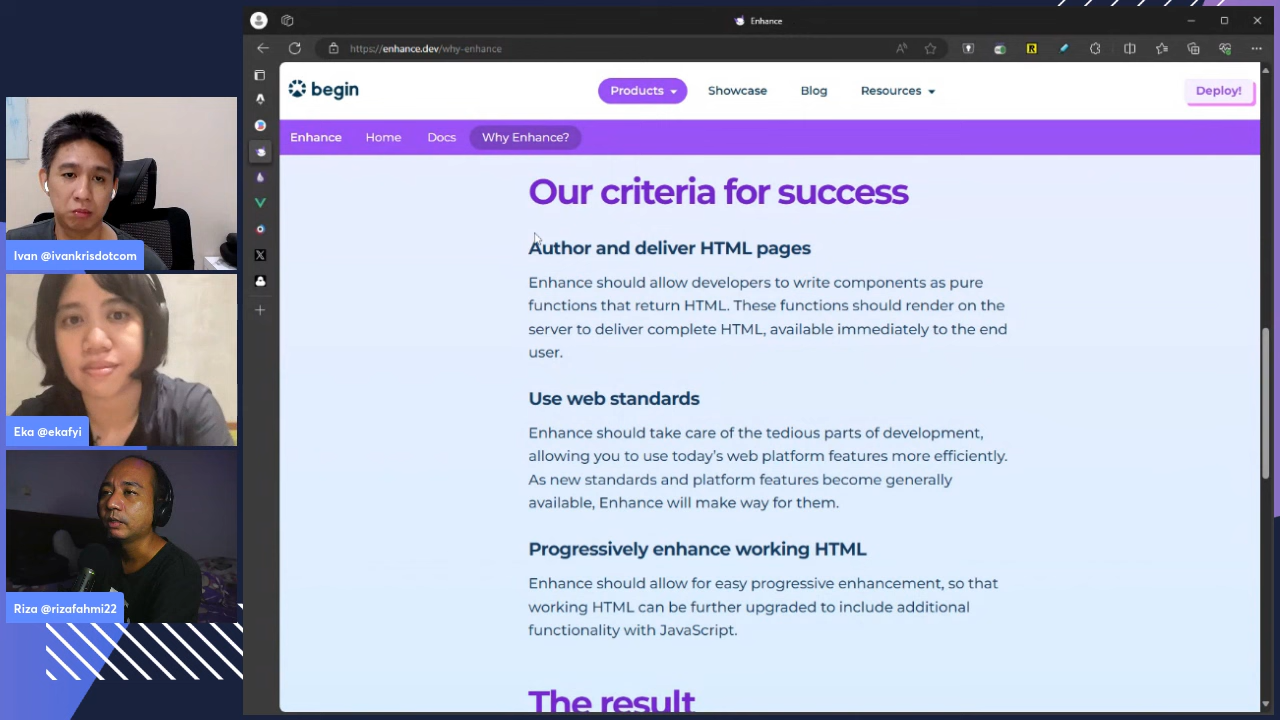 Enhance
https://enhance.dev/why-enhance
begin
Products
Showcase
Blog
Resources
Deploy!
Enhance
Home
Docs
Why Enhance?
Our criteria for success
Author and deliver HTML pages
Enhance should allow developers to write components as pure
functions that return HTML. These functions should render on the
server to deliver complete HTML, available immediately to the end
user.
Use web standards
Enhance should take care of the tedious parts of development,
allowing you to use today’s web platform features more efficiently.
As new standards and platform features become generally
available, Enhance will make way for them.
Progressively enhance working HTML
Enhance should allow for easy progressive enhancement, so that
working HTML can be further upgraded to include additional
functionality with JavaScript.
The result
Ivan @ivankrisdotcom
Eka @ekafyi
Riza @rizafahmi22